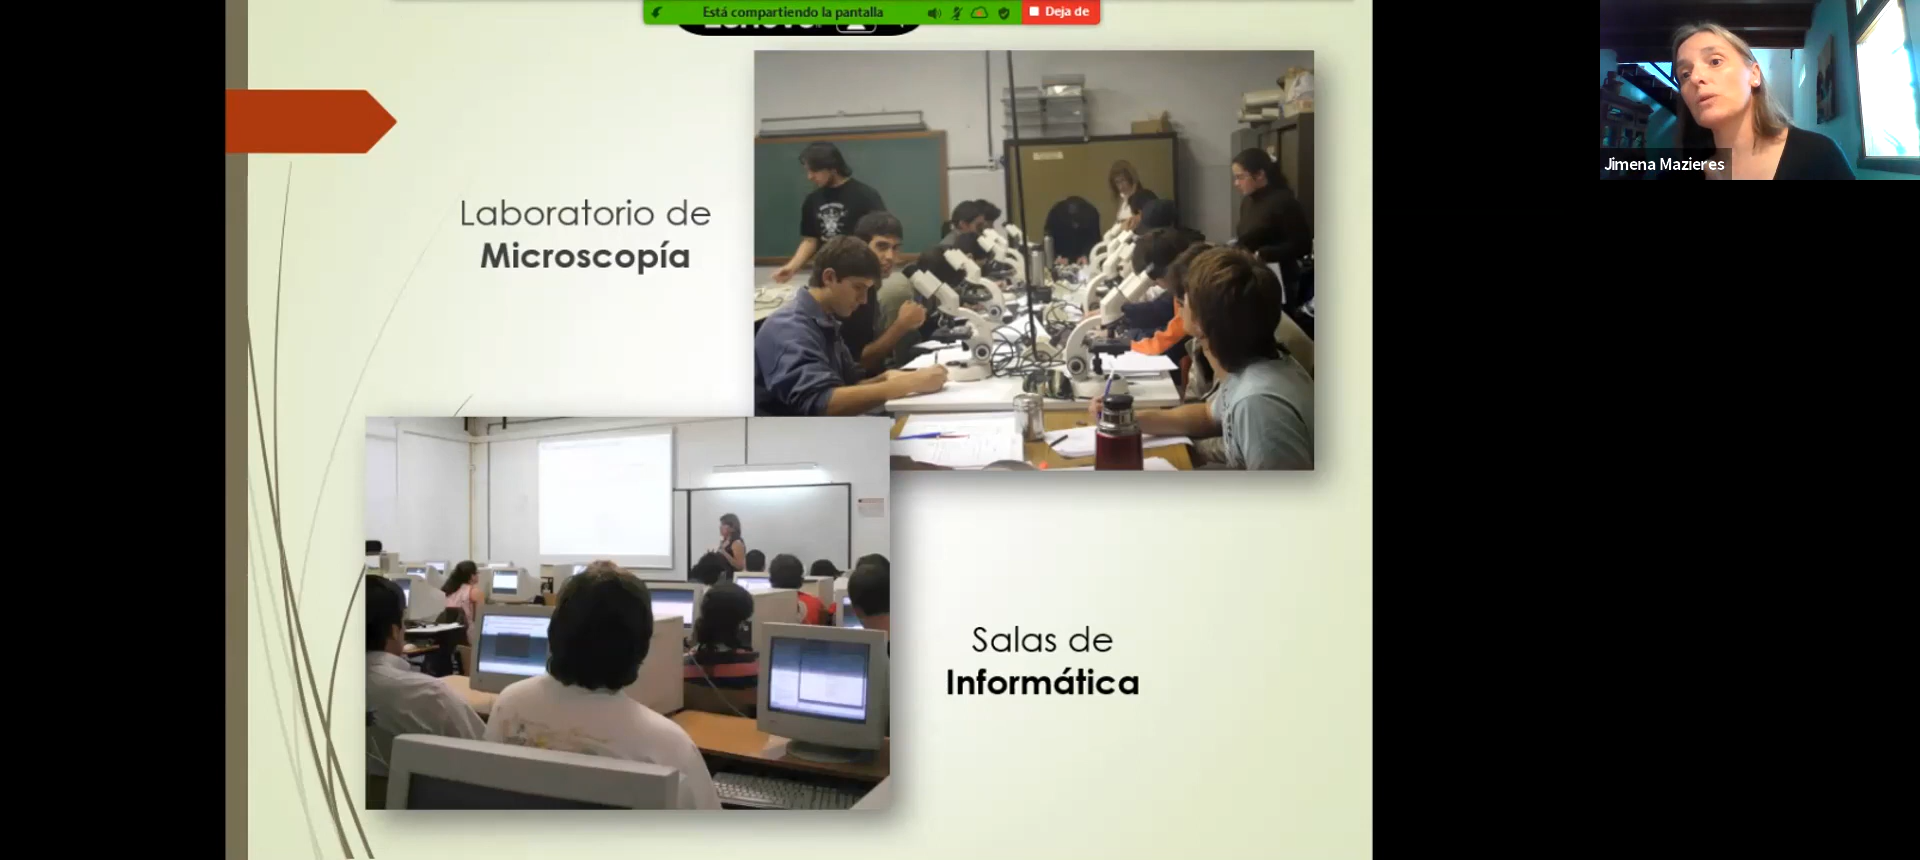 Está compartiendo la pantalla
Deja de
Jimena Mazieres
Laboratorio de
Microscopía
Salas de
Informática